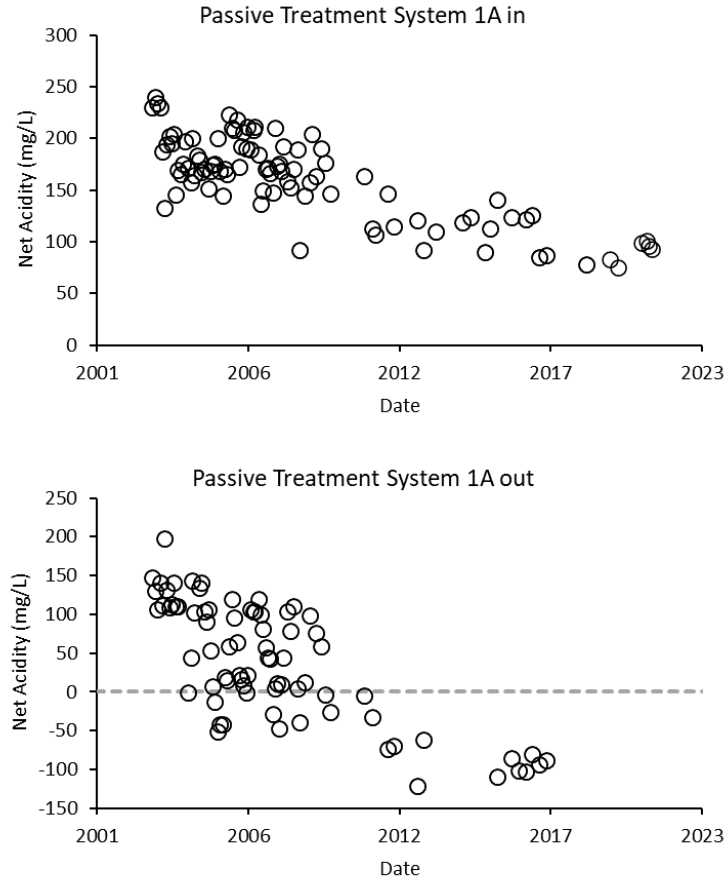 Passive Treatment System 1A in
300
250
200
150
100
50
0
Net Acidity (mg/L)
2001 2006 2012 2017 2023
Date
Passive Treatment System 1A out
250
200
150
100
50
0
-50
-100
-150
Net Acidity (mg/L)
2001 2006 2012 2017 2023
Date